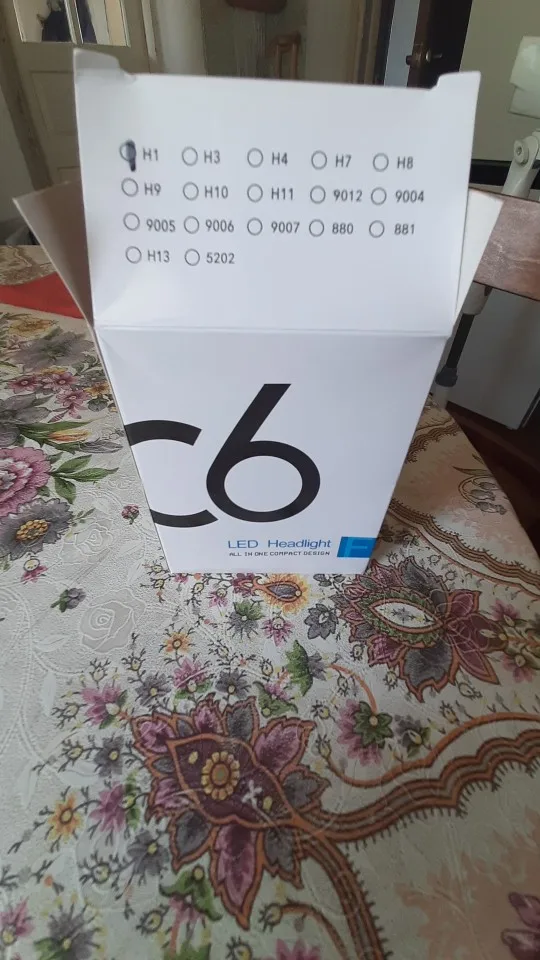 H1 H3 H4 H7 H8
H9 H10 H11 9012 9004
9005 9006 9007 880 881
H13 5202
C6
LED Headlight
ALL IN ONE COMPACT DESIGN